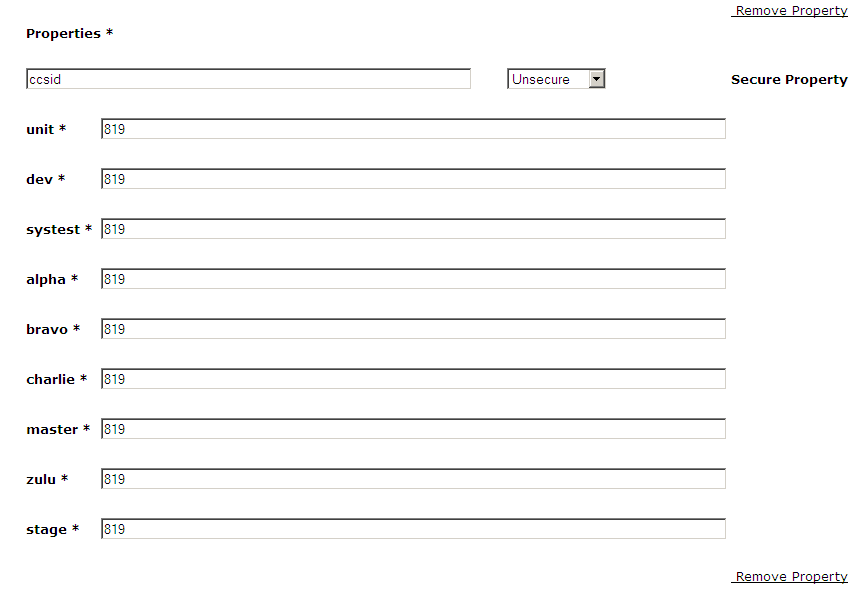 Remove Property
Properties *
ccsid Unsecure Secure Property
unit * 819
dev * 819
systest * 819
alpha * 819
bravo * 819
charlie * 819
master * 819
zulu * 819
stage * 819
Remove Property